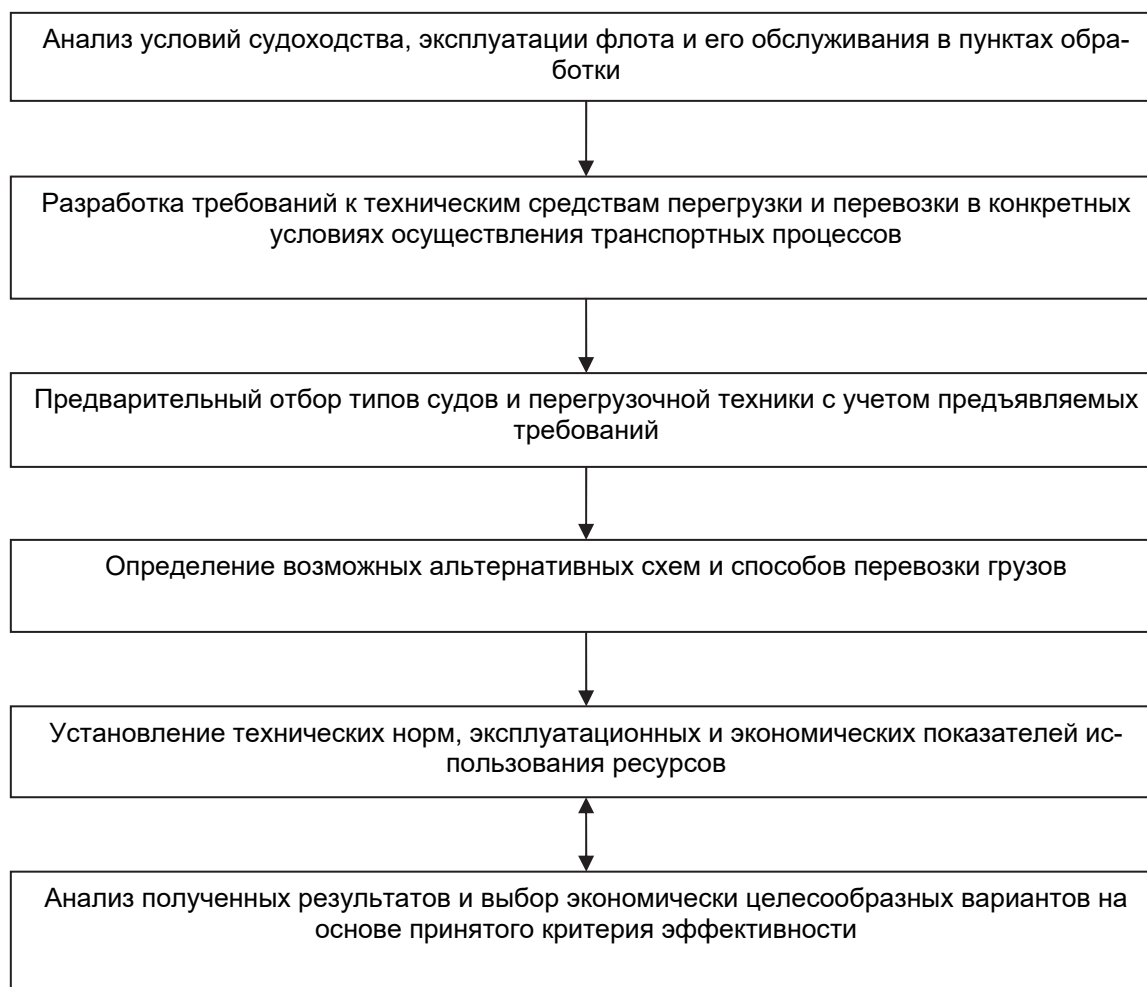 Анализ условий судоходства, эксплуатации флота и его обслуживания в пунктах обра-
ботки
Разработка требований к техническим средствам перегрузки и перевозки в конкретных
условиях осуществления транспортных процессов
Предварительный отбор типов судов и перегрузочной техники с учетом предъявляемых
требований
Определение возможных альтернативных схем и способов перевозки грузов
Установление технических норм, эксплуатационных и экономических показателей ис-
пользования ресурсов
Анализ полученных результатов и выбор экономически целесообразных вариантов на
основе принятого критерия эффективности